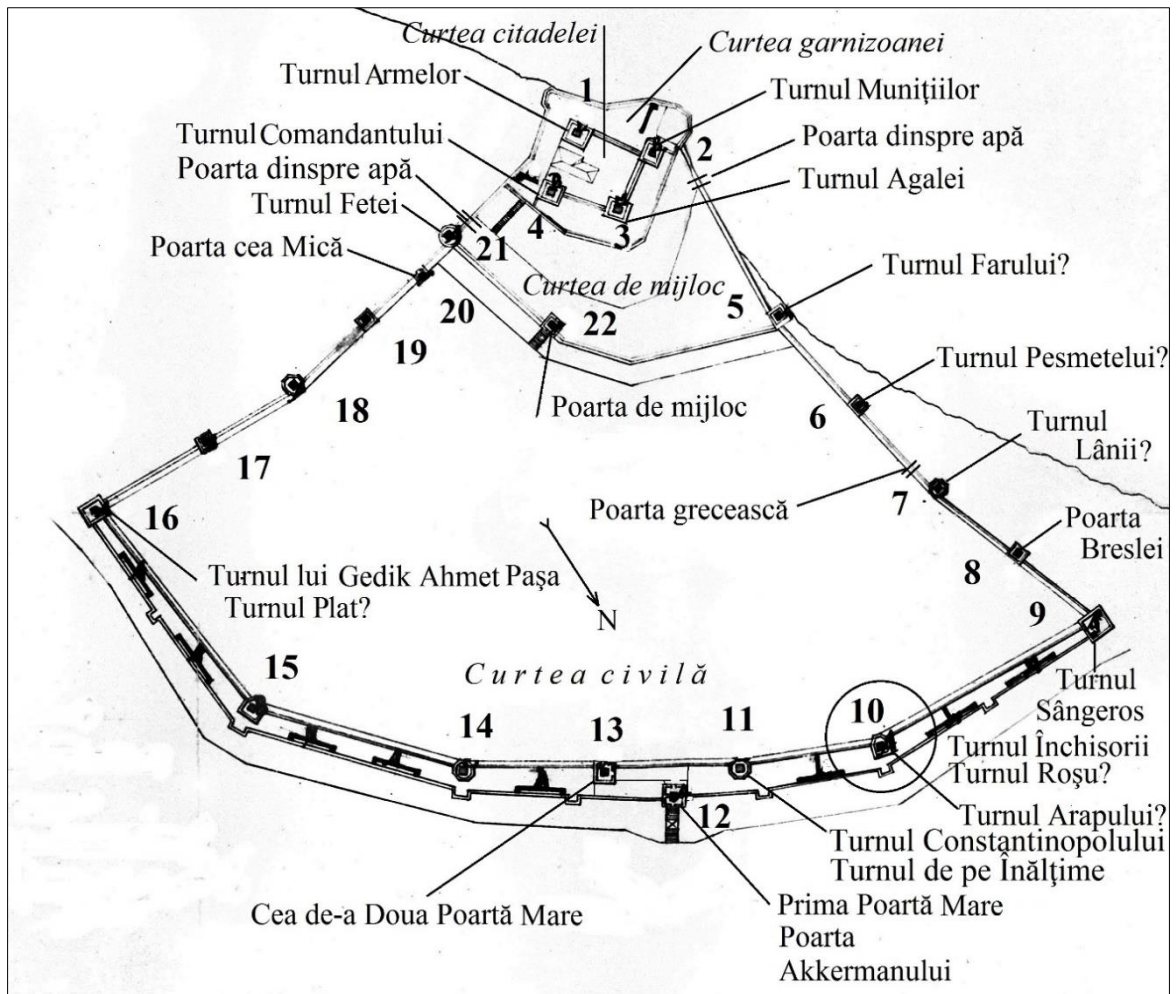 Curtea citadelei
Curtea garnizoanei
Turnul Armelor
1
Turnul Muniţiilor
Turnul Comandantului
2
Poarta dinspre apă
Poarta dinspre apă
Turnul Agalei
Turnul Fetei
4
3
21
Poarta cea Mică
Curtea de mijloc
5
Turnul Farului?
20
22
19
Turnul Pesmetelui?
18
Poarta de mijloc
6
Turnul
Lânii?
17
7
Poarta grecească
16
Poarta
Breslei
8
Turnul lui Gedik Ahmet Paşa
Turnul Plat?
N
9
15
Curtea civilă
Turnul
Sângeros
14
13
11
10
Turnul Închisorii
Turnul Roşu?
12
Turnul Arapului?
Turnul Constantinopolului
Turnul de pe Înălţime
Cea de-a Doua Poartă Mare
Prima Poartă Mare
Poarta
Akkermanului